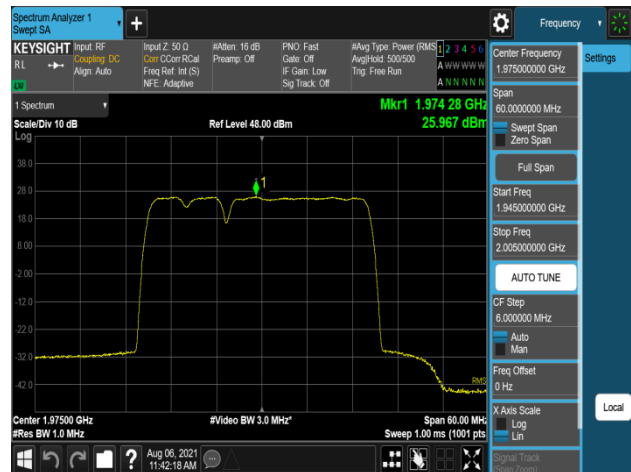 Spectrum Analyzer 1
Swept SA
Frequency
KEYSIGHT
RL
LXI
Input: RF
Coupling: DC
Align: Auto
Input Z: 50 Ω
Corr CCorr RCal
Freq Ref: Int (S)
NFE: Adaptive
#Atten: 16 dB
Preamp: Off
PNO: Fast
Gate: Off
IF Gain: Low
Sig Track: Off
#Avg Type: Power (RMS
Avg|Hold: 500/500
Trig: Free Run
1 2 3 4 5 6
A W W W W W
A N N N N N
Center Frequency
1.975000000 GHz
Settings
1 Spectrum
Mkr1 1.974 28 GHz
Scale/Div 10 dB
Ref Level 48.00 dBm
25.967 dBm
Log
38.0
28.0
18.0
8.00
-2.00
-12.0
-22.0
-32.0
-42.0
1
RMS
Center 1.97500 GHz
#Video BW 3.0 MHz*
Span 60.00 MHz
#Res BW 1.0 MHz
Sweep 1.00 ms (1001 pts
Span
60.0000000 MHz
Swept Span
Zero Span
Full Span
Start Freq
1.945000000 GHz
Stop Freq
2.005000000 GHz
AUTO TUNE
CF Step
6.000000 MHz
Auto
Man
Freq Offset
0 Hz
X Axis Scale
Log
Lin
Local
Signal Track
(Span Zoom)
?
Aug 06, 2021
11:42:18 AM